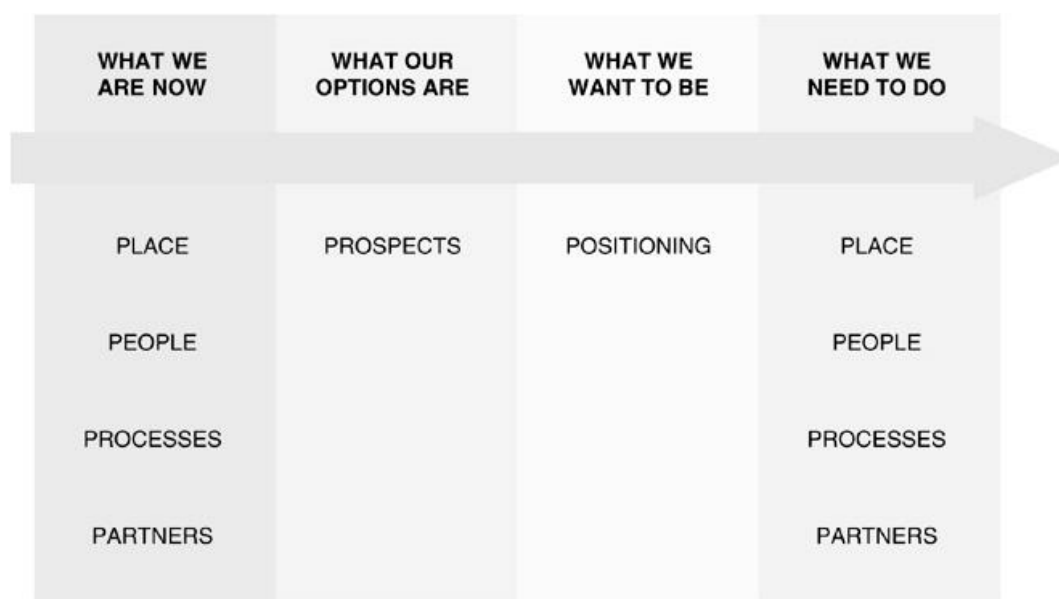 WHAT WE
ARE NOW
WHAT OUR
OPTIONS ARE
WHAT WE
WANT TO BE
WHAT WE
NEED TO DO
PLACE
PROSPECTS
POSITIONING
PLACE
PEOPLE
PEOPLE
PROCESSES
PROCESSES
PARTNERS
PARTNERS